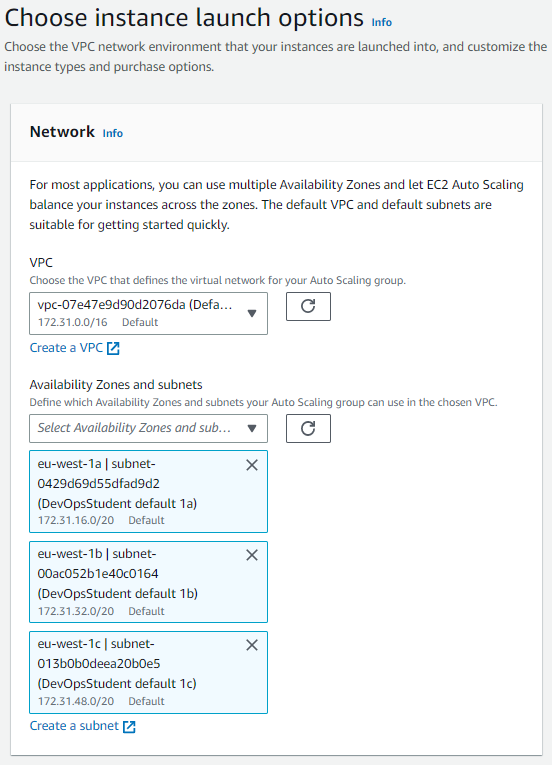 Choose instance launch options Info
Choose the VPC network environment that your instances are launched into, and customize the
instance types and purchase options.
Network Info
For most applications, you can use multiple Availability Zones and let EC2 Auto Scaling
balance your instances across the zones. The default VPC and default subnets are
suitable for getting started quickly.
VPC
Choose the VPC that defines the virtual network for your Auto Scaling group.
vpc-07e47e9d90d2076da (Defa...
172.31.0.0/16 Default
Create a VPC
Availability Zones and subnets
Define which Availability Zones and subnets your Auto Scaling group can use in the chosen VPC.
Select Availability Zones and sub...
eu-west-1a | subnet-
0429d69d55dfad9d2
(DevOpsStudent default 1a)
172.31.16.0/20 Default
eu-west-1b | subnet-
00ac052b1e40c0164
(DevOpsStudent default 1b)
172.31.32.0/20 Default
eu-west-1c | subnet-
013b0b0deea20b0e5
(DevOpsStudent default 1c)
172.31.48.0/20 Default
Create a subnet